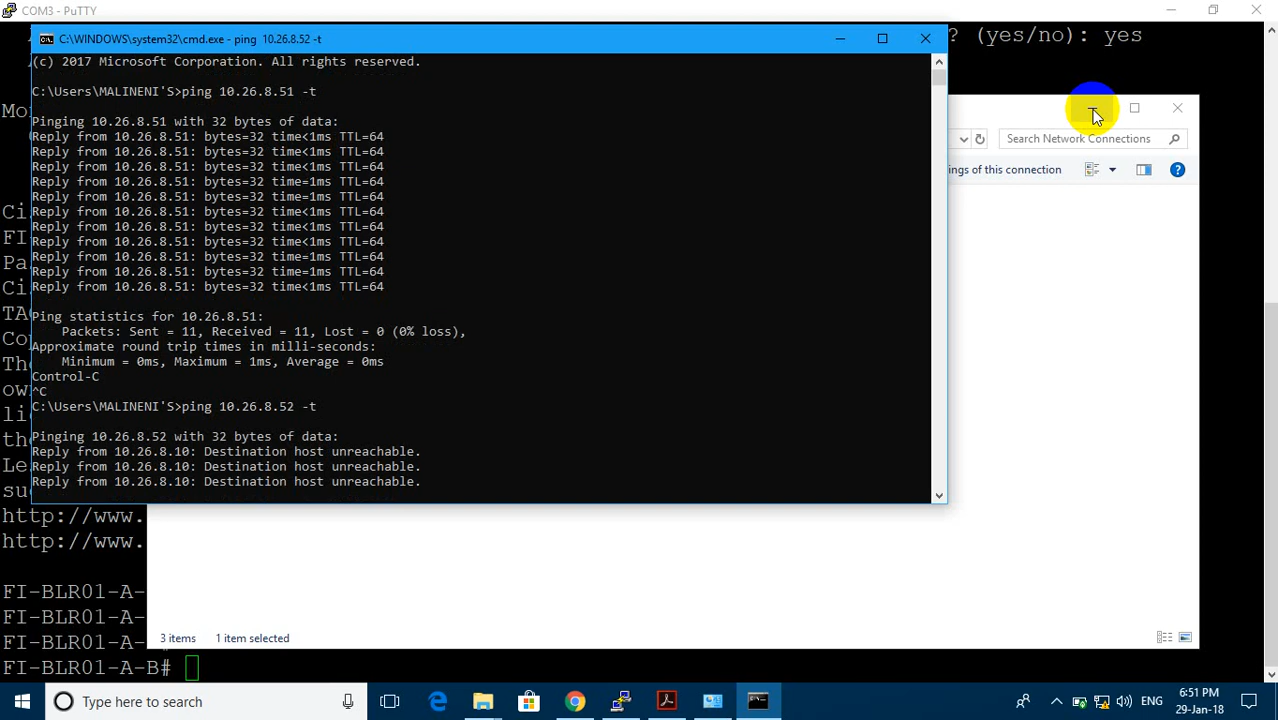 COM3 - PuTTY
? (yes/no): yes
C:\WINDOWS\system32\cmd.exe - ping  10.26.8.52 -t
(c) 2017 Microsoft Corporation. All rights reserved.
C:\Users\MALINENI'S>ping 10.26.8.51 -t
Pinging 10.26.8.51 with 32 bytes of data:
Reply from 10.26.8.51: bytes=32 time<1ms TTL=64
Reply from 10.26.8.51: bytes=32 time<1ms TTL=64
Reply from 10.26.8.51: bytes=32 time<1ms TTL=64
Reply from 10.26.8.51: bytes=32 time=1ms TTL=64
Reply from 10.26.8.51: bytes=32 time=1ms TTL=64
Reply from 10.26.8.51: bytes=32 time<1ms TTL=64
Reply from 10.26.8.51: bytes=32 time<1ms TTL=64
Reply from 10.26.8.51: bytes=32 time<1ms TTL=64
Reply from 10.26.8.51: bytes=32 time=1ms TTL=64
Reply from 10.26.8.51: bytes=32 time=1ms TTL=64
Reply from 10.26.8.51: bytes=32 time<1ms TTL=64
Ping statistics for 10.26.8.51:
Packets: Sent = 11, Received = 11, Lost = 0 (0% loss),
Approximate round trip times in milli-seconds:
Minimum = 0ms, Maximum = 1ms, Average = 0ms
Control-C
^C
C:\Users\MALINENI'S>ping 10.26.8.52 -t
Pinging 10.26.8.52 with 32 bytes of data:
Reply from 10.26.8.10: Destination host unreachable.
Reply from 10.26.8.10: Destination host unreachable.
Reply from 10.26.8.10: Destination host unreachable.
Search Network Connections
ings of this connection
Mo
Ci
FI
Pa
Ci
TA
Co
Th
ow
li
th
Le
su
http://www.
http://www.
FI-BLR01-A-
FI-BLR01-A-
FI-BLR01-A-
FI-BLR01-A-B#
3 items
1 item selected
Type here to search
ENG
6:51 PM
29-Jan-18